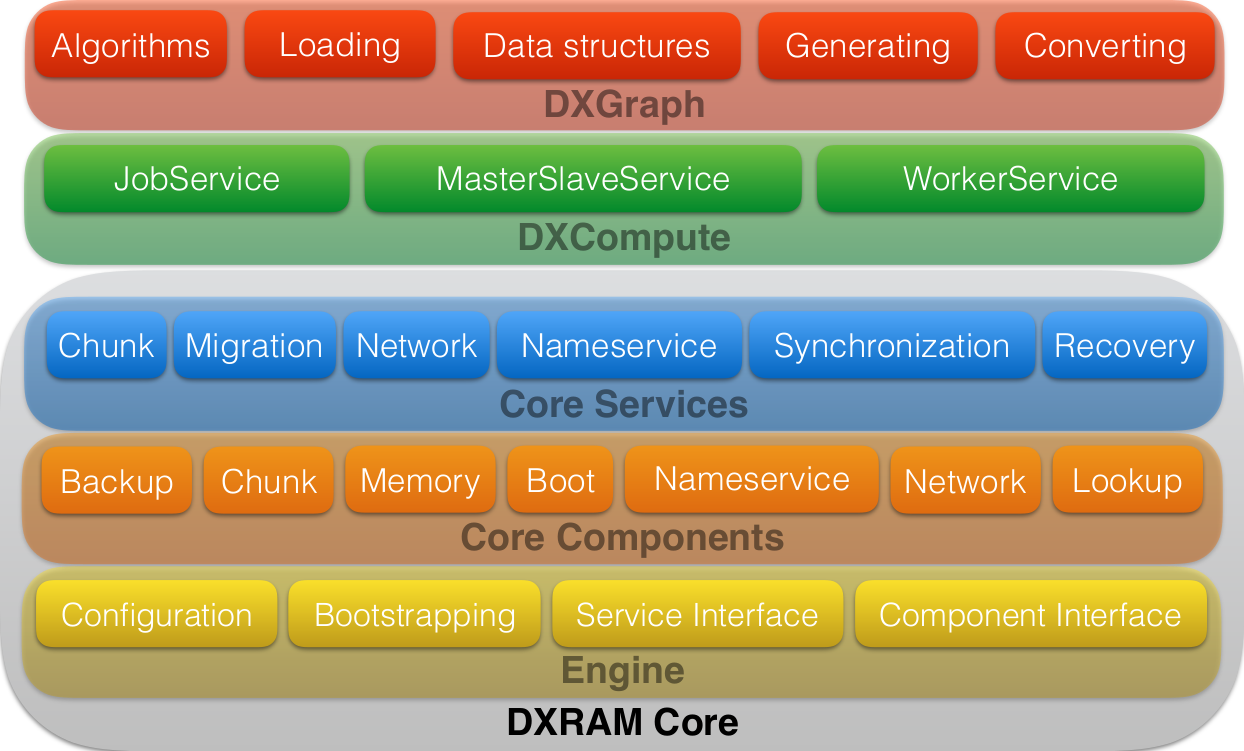 Algorithms Loading Data structures Generating Converting
DXGraph
JobService MasterSlaveService WorkerService
DXCompute
Chunk Migration Network Nameservice Synchronization Recovery
Core Services
Backup Chunk Memory Boot Nameservice Network Lookup
Core Components
Configuration Bootstrapping Service Interface Component Interface
Engine
DXRAM Core